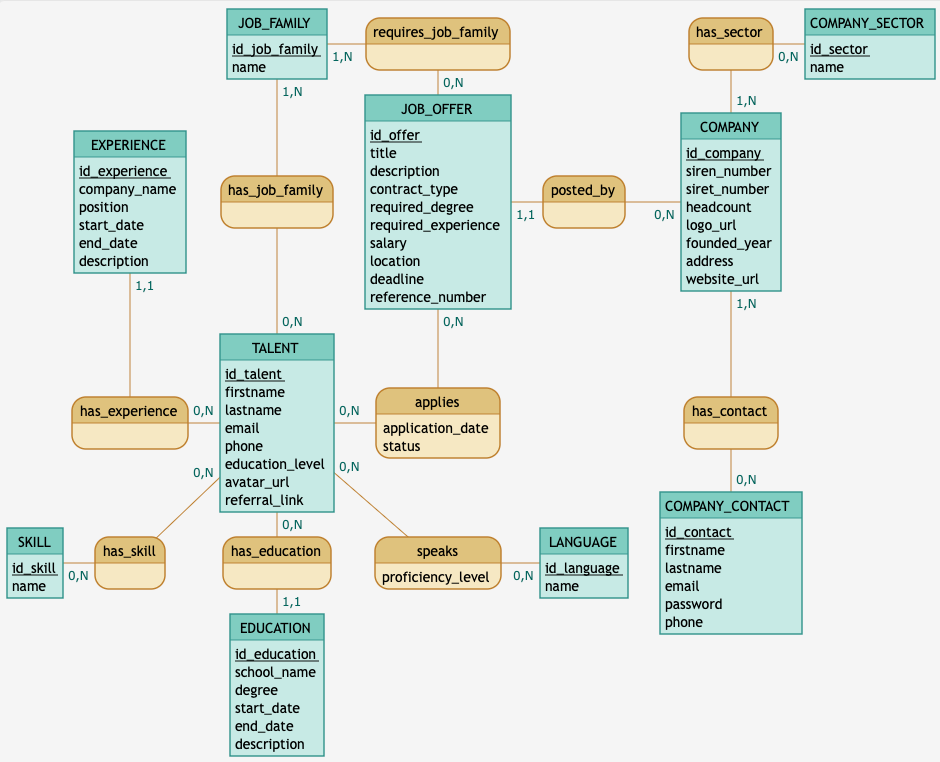 JOB_FAMILY
id_job_family
name
1,N
requires_job_family
0,N
1,N
has_sector
0,N
1,N
COMPANY_SECTOR
id_sector
name
JOB_OFFER
id_offer
title
description
contract_type
required_degree
required_experience
salary
location
deadline
reference_number
1,1
posted_by
0,N
COMPANY
id_company
siren_number
siret_number
headcount
logo_url
founded_year
address
website_url
1,N
EXPERIENCE
id_experience
company_name
position
start_date
end_date
description
1,1
has_job_family
0,N
0,N
TALENT
id_talent
firstname
lastname
email
phone
education_level
avatar_url
referral_link
has_experience
0,N
0,N
applies
application_date
status
has_contact
0,N
0,N
0,N
0,N
SKILL
id_skill
name
0,N
has_skill
has_education
1,1
speaks
proficiency_level
0,N
LANGUAGE
id_language
name
COMPANY_CONTACT
id_contact
firstname
lastname
email
password
phone
EDUCATION
id_education
school_name
degree
start_date
end_date
description